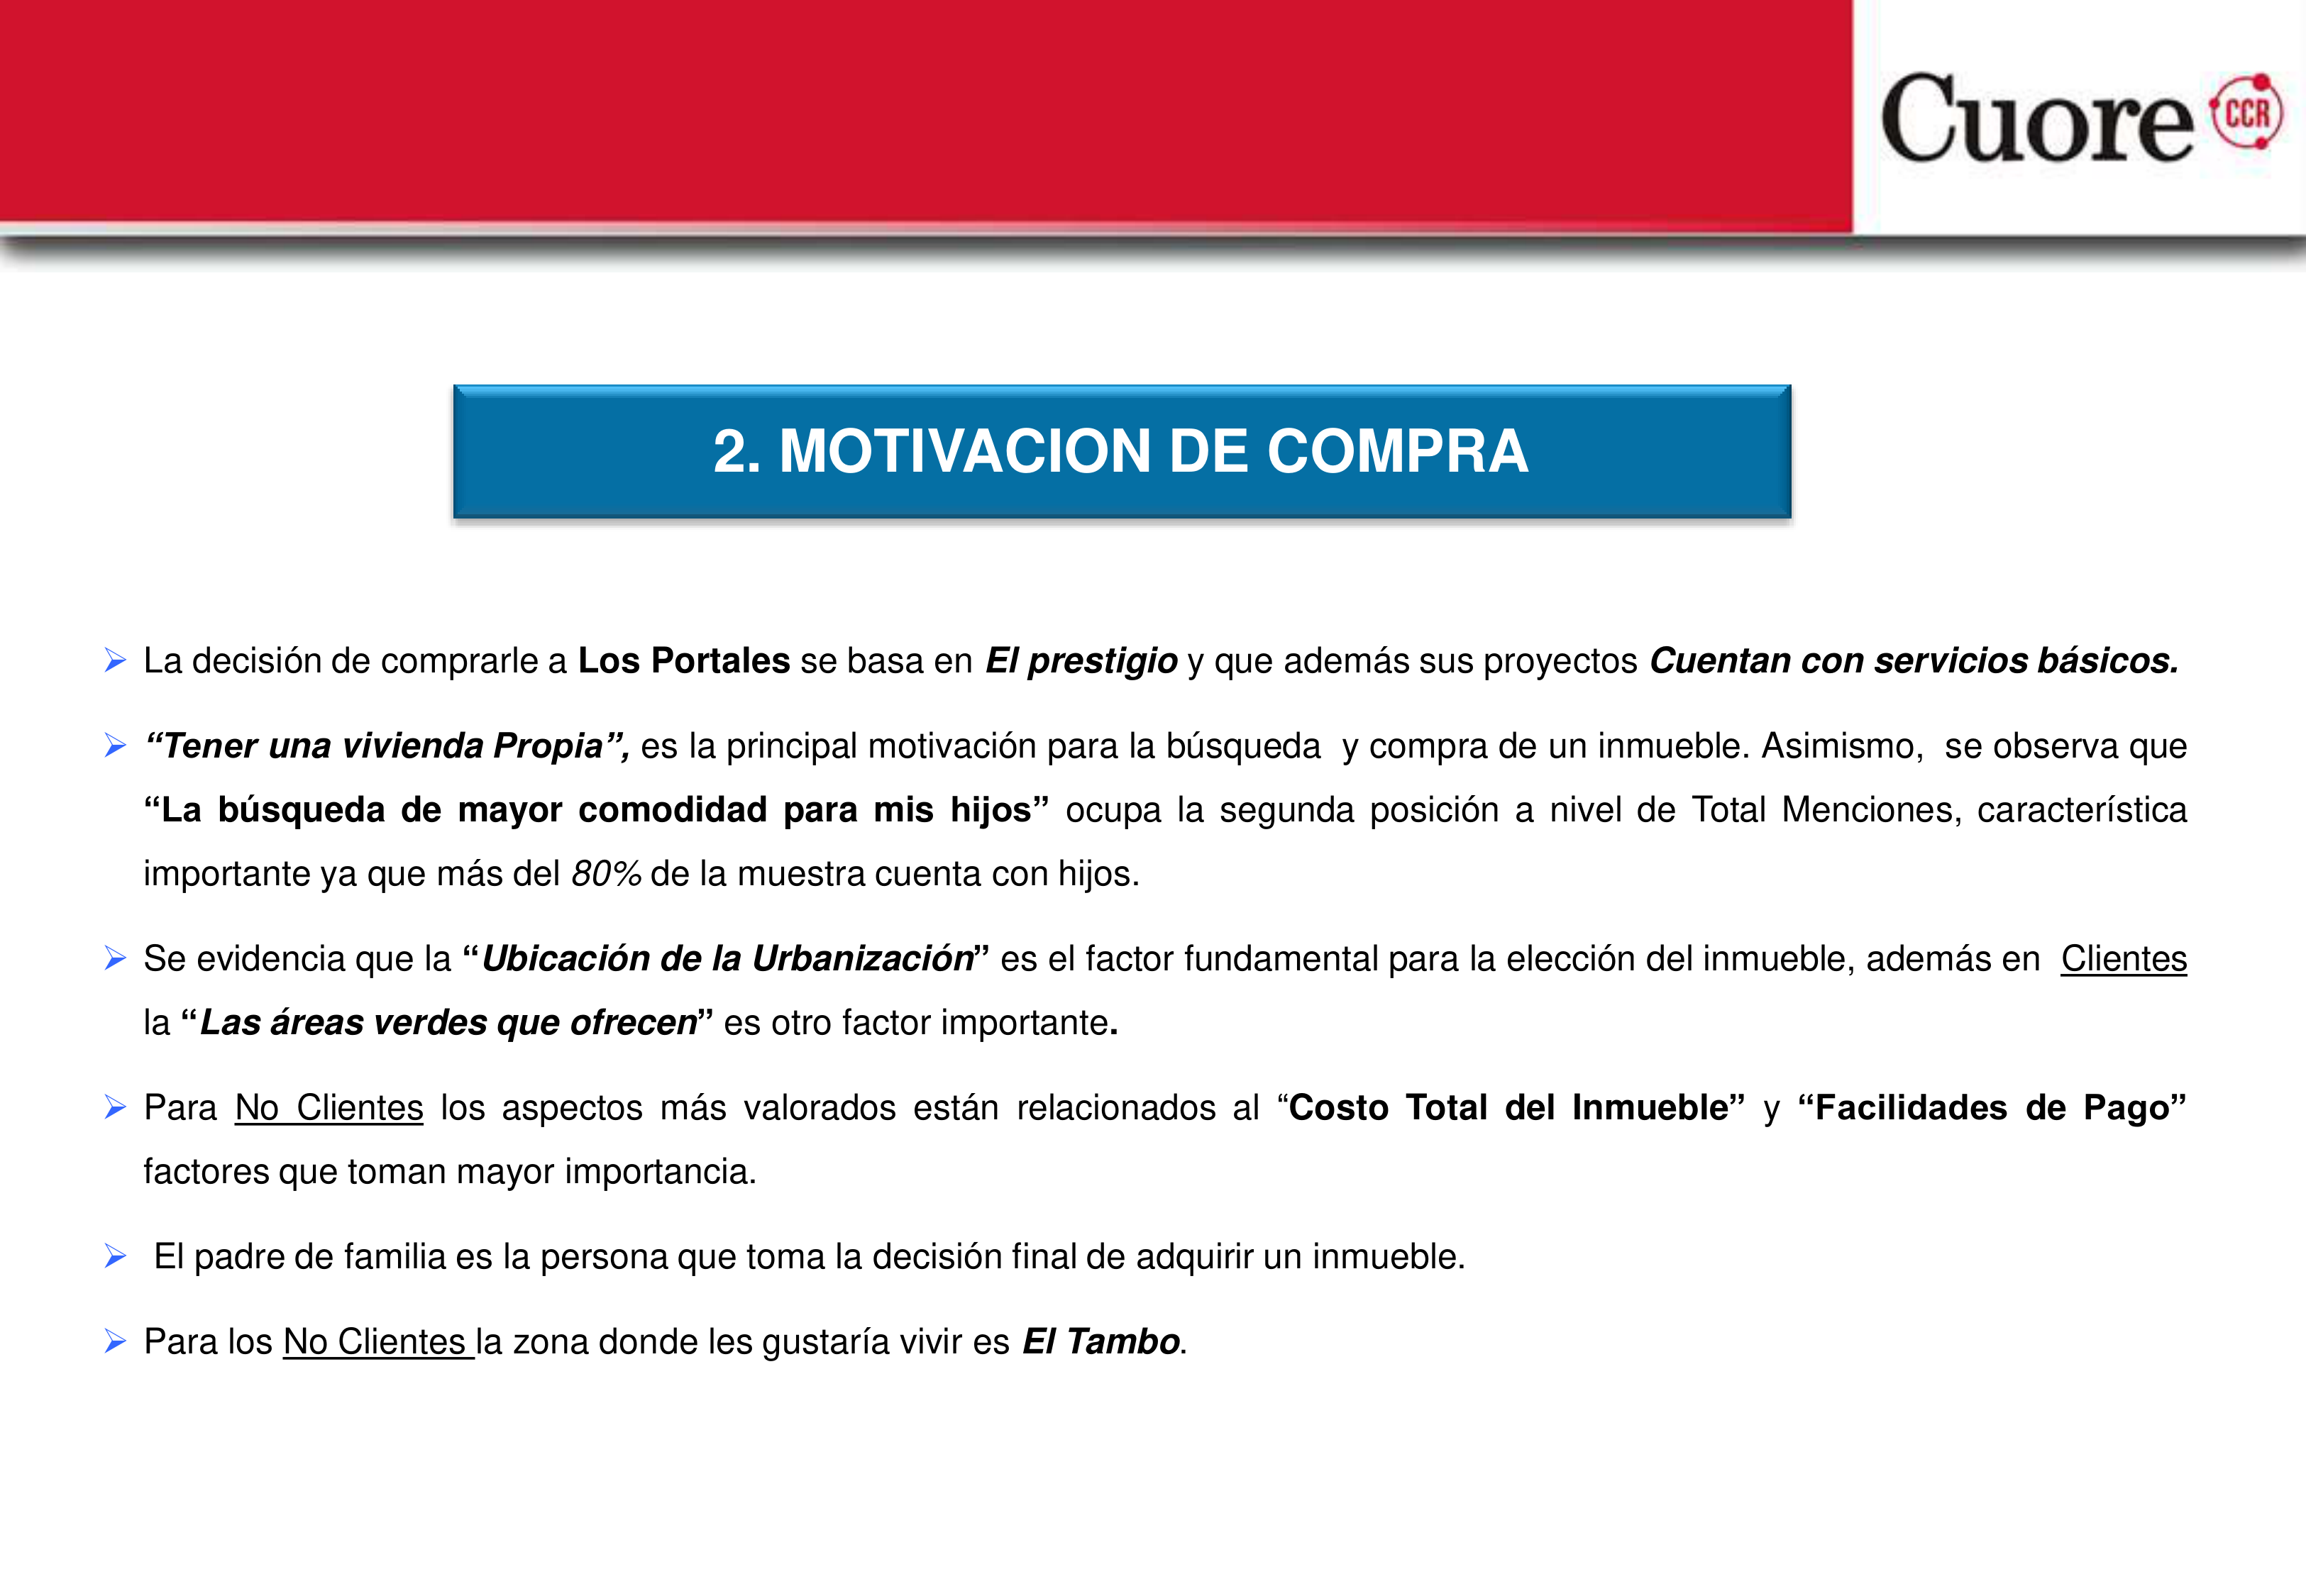 Cuore CCR
2. MOTIVACION DE COMPRA
➢ La decisión de comprarle a Los Portales se basa en El prestigio y que además sus proyectos Cuentan con servicios básicos.
➢ “Tener una vivienda Propia”, es la principal motivación para la búsqueda y compra de un inmueble. Asimismo, se observa que
“La búsqueda de mayor comodidad para mis hijos” ocupa la segunda posición a nivel de Total Menciones, característica
importante ya que más del 80% de la muestra cuenta con hijos.
➢ Se evidencia que la “Ubicación de la Urbanización” es el factor fundamental para la elección del inmueble, además en Clientes
la “Las áreas verdes que ofrecen” es otro factor importante.
➢ Para No Clientes los aspectos más valorados están relacionados al “Costo Total del Inmueble” y “Facilidades de Pago”
factores que toman mayor importancia.
➢ El padre de familia es la persona que toma la decisión final de adquirir un inmueble.
➢ Para los No Clientes la zona donde les gustaría vivir es El Tambo.